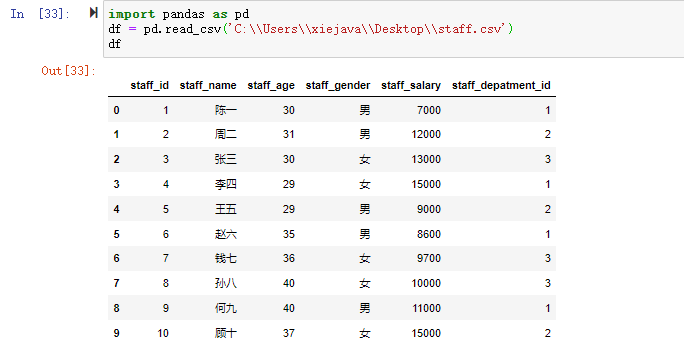 In [33]:
import pandas as pd
df = pd.read_csv('C:\\Users\\xiejava\\Desktop\\staff.csv')
df
Out[33]:
staff_id staff_name staff_age staff_gender staff_salary staff_depatment_id
0 1 陈一 30 男 7000 1
1 2 周二 31 男 12000 2
2 3 张三 30 女 13000 3
3 4 李四 29 女 15000 1
4 5 王五 29 男 9000 2
5 6 赵六 35 男 8600 1
6 7 钱七 36 女 9700 3
7 8 孙八 40 女 10000 3
8 9 何九 40 男 11000 1
9 10 顾十 37 女 15000 2